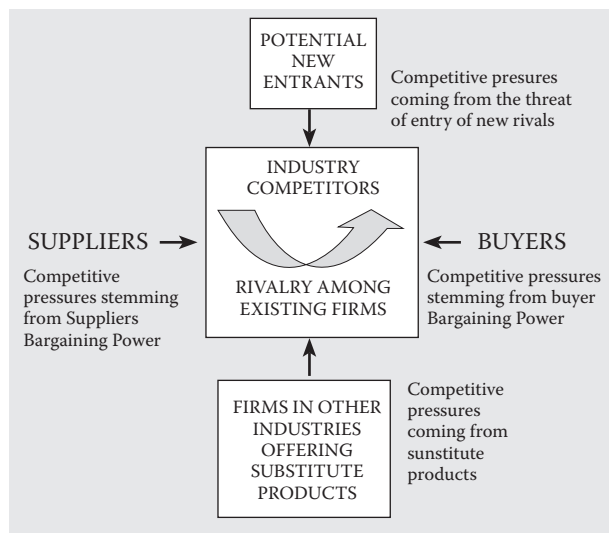 POTENTIAL
NEW
ENTRANTS
Competitive presures
coming from the threat
of entry of new rivals
INDUSTRY
COMPETITORS
SUPPLIERS
Competitive
pressures stemming
from Suppliers
Bargaining Power
RIVALRY AMONG
EXISTING FIRMS
BUYERS
Competitive pressures
stemming from buyer
Bargaining Power
FIRMS IN OTHER
INDUSTRIES
OFFERING
SUBSTITUTE
PRODUCTS
Competitive
pressures
coming from
sunstitute
products